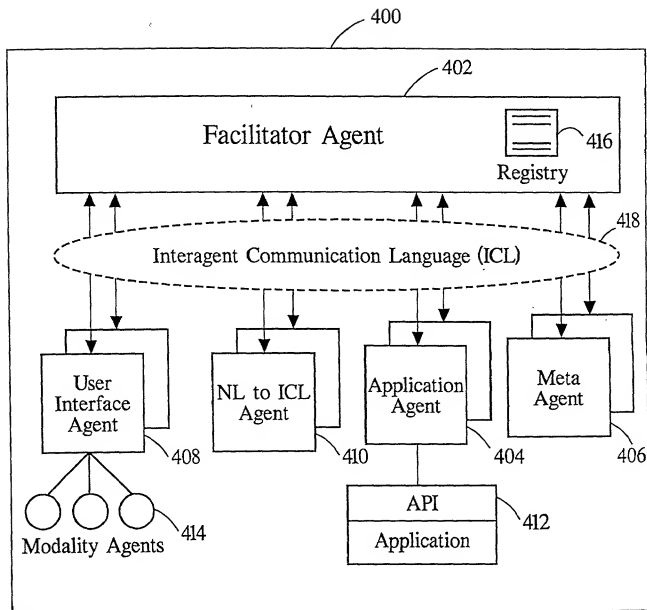 400
402
Facilitator Agent
416
Registry
418
Interagent Communication Language (ICL)
User
Interface
Agent
408
NL to ICL
Agent
410
Application
Agent
404
Meta
Agent
406
414
Modality Agents
API
Application
412